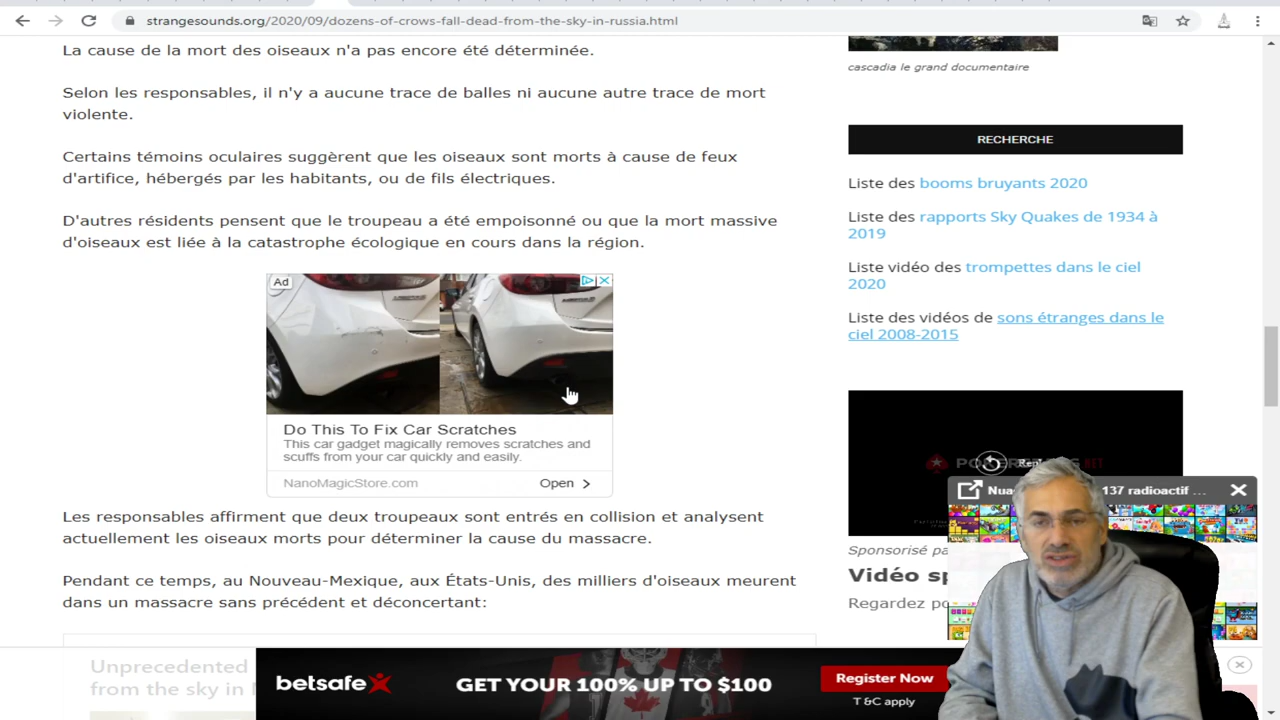 strangesounds.org/2020/09/dozens-of-crows-fall-dead-from-the-sky-in-russia.html
La cause de la mort des oiseaux n'a pas encore été déterminée.
Selon les responsables, il n'y a aucune trace de balles ni aucune autre trace de mort
violente.
Certains témoins oculaires suggèrent que les oiseaux sont morts à cause de feux
d'artifice, hébergés par les habitants, ou de fils électriques.
D'autres résidents pensent que le troupeau a été empoisonné ou que la mort massive
d'oiseaux est liée à la catastrophe écologique en cours dans la région.
Ad
Do This To Fix Car Scratches
This car gadget magically removes scratches and
scuffs from your car quickly and easily.
NanoMagicStore.com
Open
Les responsables affirment que deux troupeaux sont entrés en collision et analysent
actuellement les oiseaux morts pour déterminer la cause du massacre.
Pendant ce temps, au Nouveau-Mexique, aux États-Unis, des milliers d'oiseaux meurent
dans un massacre sans précédent et déconcertant:
Unprecedented
from the sky in
cascadia le grand documentaire
RECHERCHE
Liste des booms bruyants 2020
Liste des rapports Sky Quakes de 1934 à
2019
Liste vidéo des trompettes dans le ciel
2020
Liste des vidéos de sons étranges dans le
ciel 2008-2015
137 radioactif ...
Sponsorisé
Vidéo
Regardez
betsafe
GET YOUR 100% UP TO $100
Register Now
T & C apply